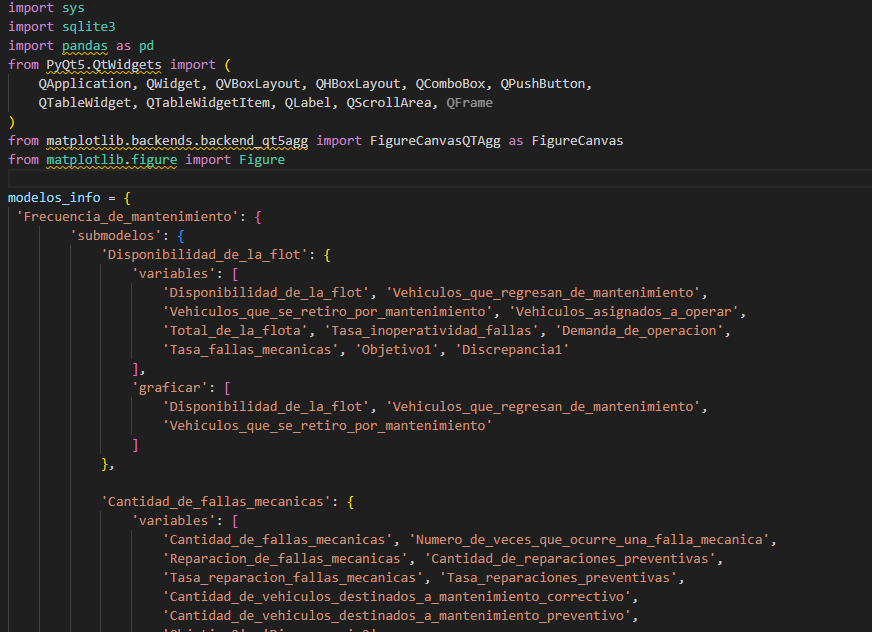 import sys
import sqlite3
import pandas as pd
from PyQt5.QtWidgets import (
    QApplication, QWidget, QVBoxLayout, QHBoxLayout, QComboBox, QPushButton,
    QTableWidget, QTableWidgetItem, QLabel, QScrollArea, QFrame
)
from matplotlib.backends.backend_qt5agg import FigureCanvasQTAgg as FigureCanvas
from matplotlib.figure import Figure
modelos_info = {
 'Frecuencia_de_mantenimiento': {
        'submodelos': {
            'Disponibilidad_de_la_flot': {
                'variables': [
                    'Disponibilidad_de_la_flot', 'Vehiculos_que_regresan_de_mantenimiento',
                    'Vehiculos_que_se_retiro_por_mantenimiento', 'Vehiculos_asignados_a_operar',
                    'Total_de_la_flota', 'Tasa_inoperatividad_fallas', 'Demanda_de_operacion',
                    'Tasa_fallas_mecanicas', 'Objetivo1', 'Discrepancia1'
                ],
                'graficar': [
                    'Disponibilidad_de_la_flot', 'Vehiculos_que_regresan_de_mantenimiento',
                    'Vehiculos_que_se_retiro_por_mantenimiento'
                ]
            },
            'Cantidad_de_fallas_mecanicas': {
                'variables': [
                    'Cantidad_de_fallas_mecanicas', 'Numero_de_veces_que_ocurre_una_falla_mecanica',
                    'Reparacion_de_fallas_mecanicas', 'Cantidad_de_reparaciones_preventivas',
                    'Tasa_reparacion_fallas_mecanicas', 'Tasa_reparaciones_preventivas',
                    'Cantidad_de_vehiculos_destinados_a_mantenimiento_correctivo',
                    'Cantidad_de_vehiculos_destinados_a_mantenimiento_preventivo',